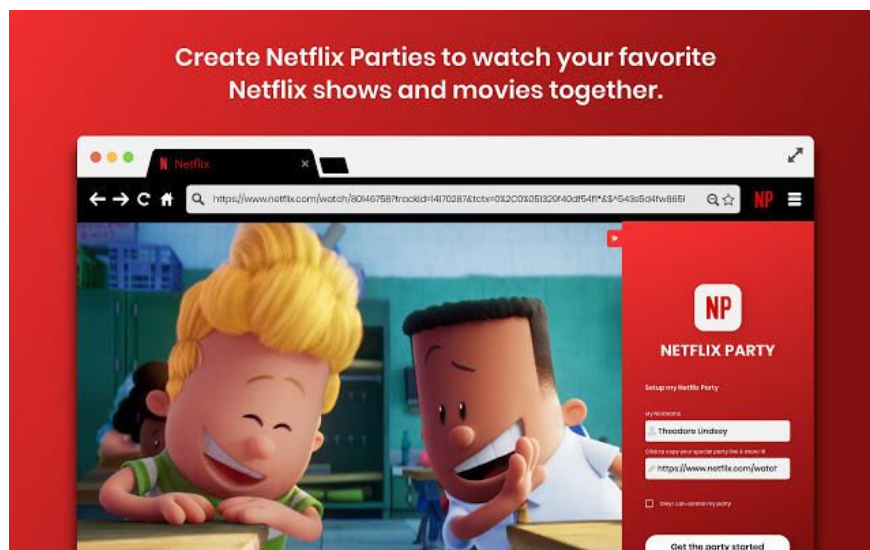 Create Netflix Parties to watch your favorite
Netflix shows and movies together.
N Netflix ×
https://www.netflix.com/watch/80146758?trackId=14170287&tctx=0%2C0%051329f40df54f1*&$^543s5d4fw865l
NP
NP
NETFLIX PARTY
Setup my Netflix Party
My Nickname
Theodore Lindsey
Click to copy your special party link & share it!
https://www.netflix.com/watch
Only I can control my party
Get the party started